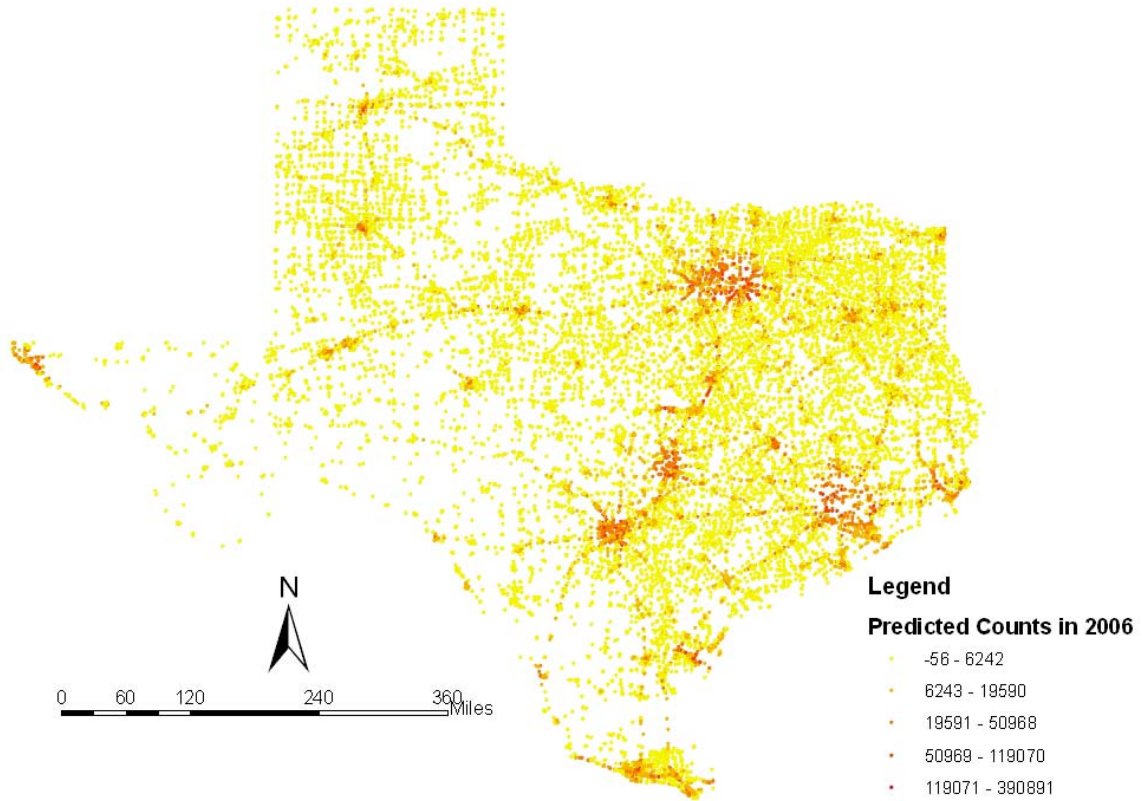 N
0 60 120 240 360
Miles
Legend
Predicted Counts in 2006
-56 - 6242
6243 - 19590
19591 - 50968
50969 - 119070
119071 - 390891